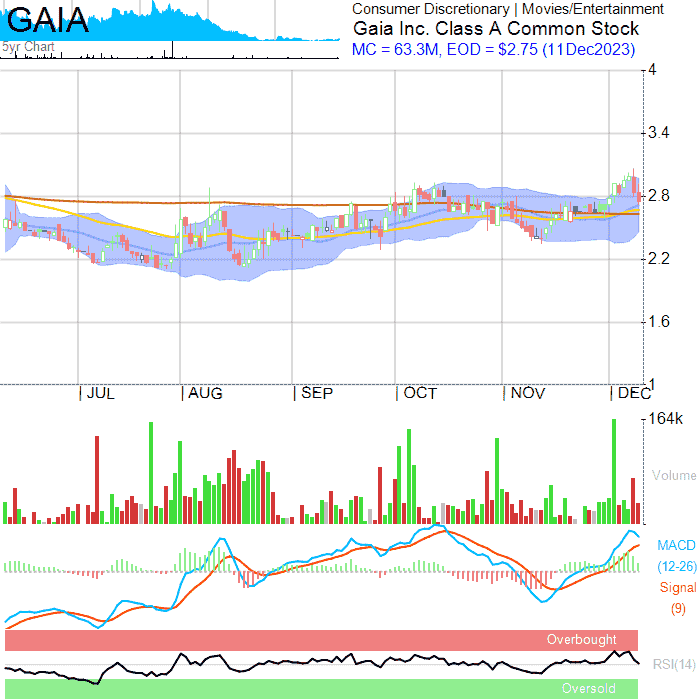 GAIA
5yr Chart
Consumer Discretionary | Movies/Entertainment
Gaia Inc. Class A Common Stock
MC = 63.3M, EOD = $2.75 (11Dec2023)
4
3.4
2.8
2.2
1.6
1
JUL AUG SEP OCT NOV DEC
164k
Volume
MACD
(12-26)
Signal
(9)
Overbought
RSI(14)
Oversold